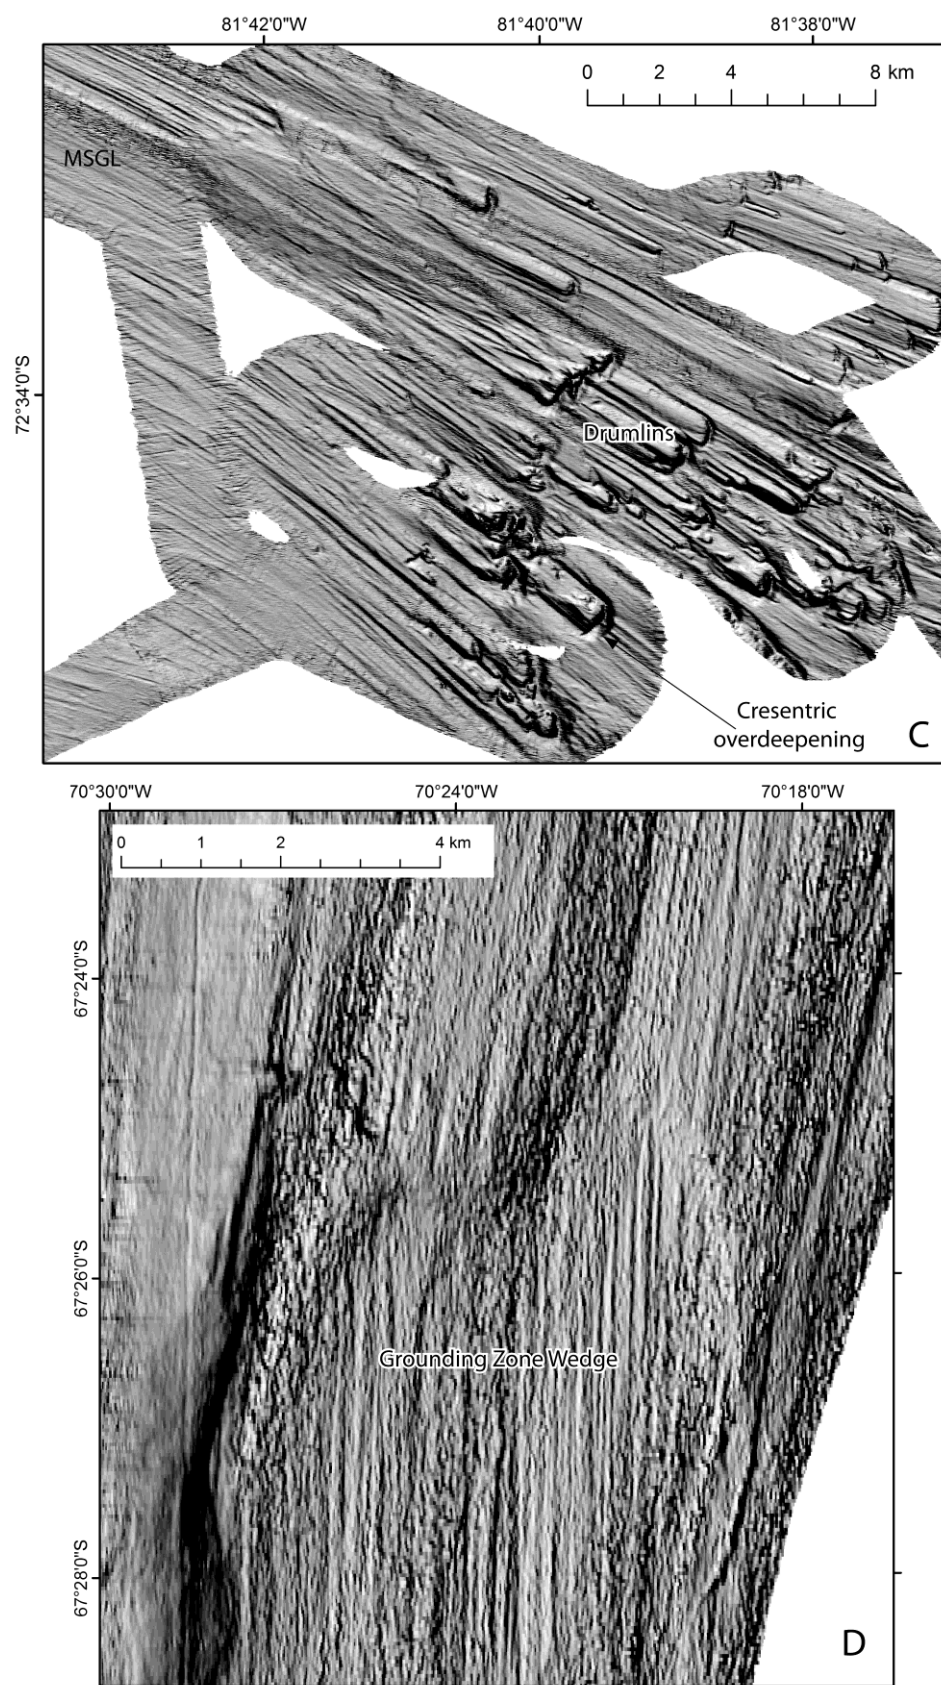 81°42'0"W 81°40'0"W 81°38'0"W
0 2 4 8 km
MSGL
72°34'0"S
Drumlins
Cresentric
overdeepening
C
70°30'0"W 70°24'0"W 70°18'0"W
0 1 2 4 km
67°24'0"S
67°26'0"S
Grounding Zone Wedge
67°28'0"S
D